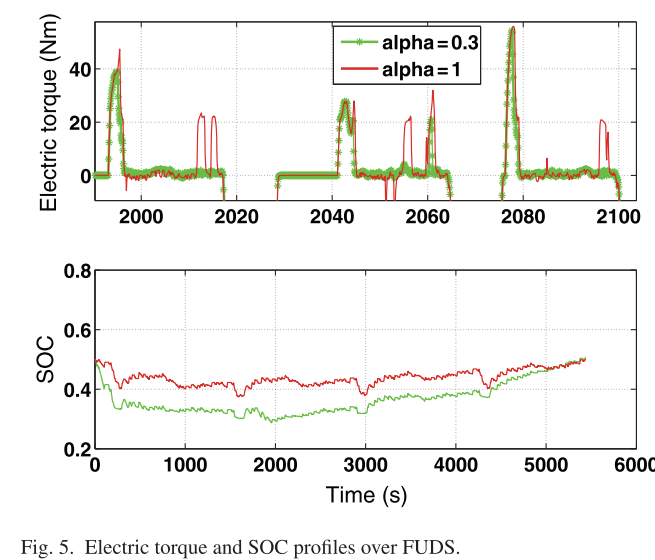 Electric torque (Nm)
40
20
0
alpha=0.3
alpha=1
2000 2020 2040 2060 2080 2100
SOC
0.8
0.6
0.4
0.2
0 1000 2000 3000 4000 5000 6000
Time (s)
Fig. 5. Electric torque and SOC profiles over FUDS.